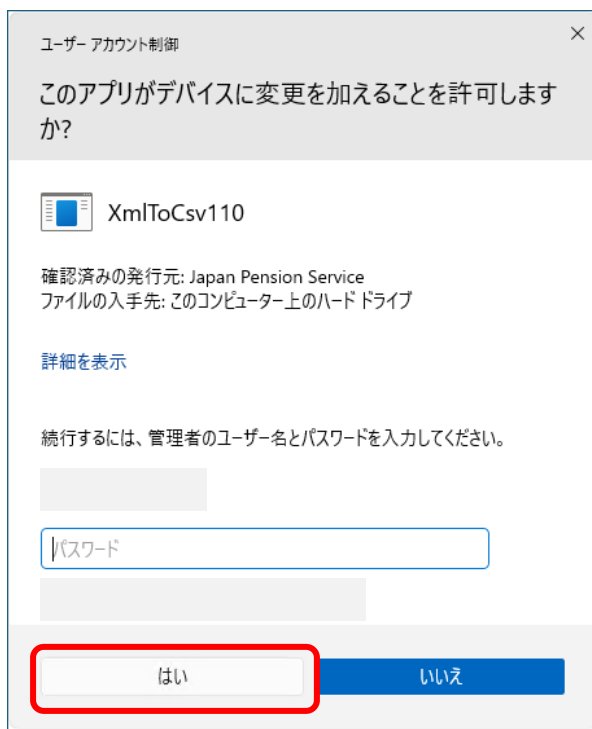 ユーザー アカウント制御
このアプリがデバイスに変更を加えることを許可します
か?
XmlToCsv110
確認済みの発行元: Japan Pension Service
ファイルの入手先: このコンピューター上のハード ドライブ
詳細を表示
続行するには、管理者のユーザー名とパスワードを入力してください。
パスワード
はい
いいえ